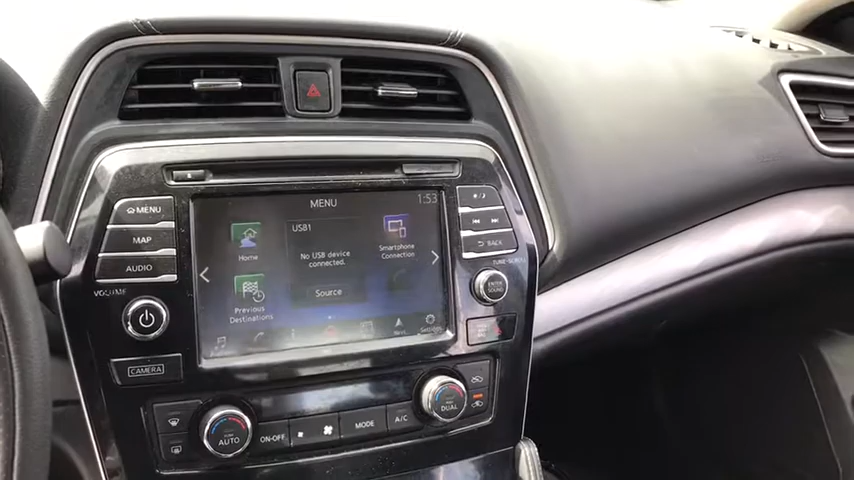 MENU
MAP
AUDIO
VOLUME
MENU
1:53
USB1
Home
No USB device
connected.
Smartphone
Connection
Previous
Destinations
Source
Next
Settings
BACK
TUNE·SCROLL
ENTER
SOUND
CAMERA
AUTO
ON·OFF
MODE
A/C
DUAL